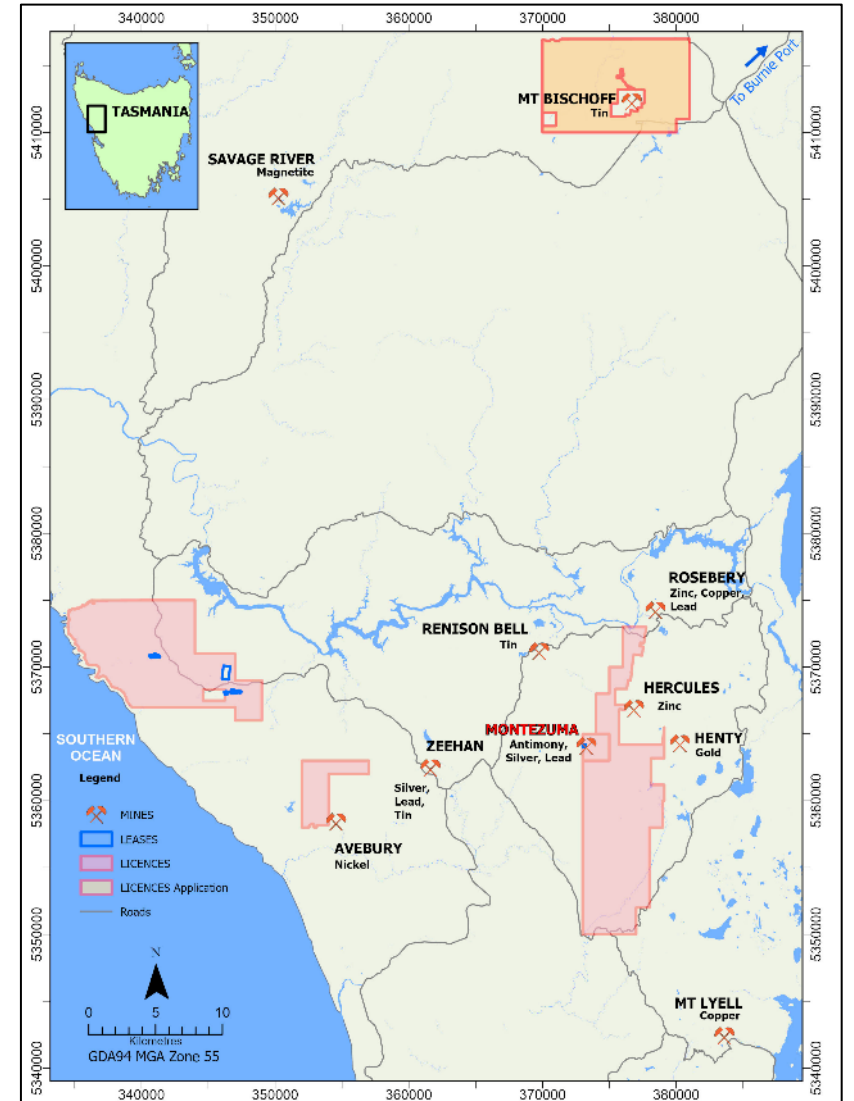 340000 350000 360000 370000 380000
5410000
5400000
5390000
5380000
5370000
5360000
5350000
5340000
TASMANIA
MT BISCHOFF
Tin
To Burnie Port
SAVAGE RIVER
Magnetite
ROSEBERY
Zinc, Copper,
Lead
RENISON BELL
Tin
HERCULES
Zinc
MONTEZUMA
Antimony,
Silver, Lead
HENTY
Gold
ZEEHAN
Silver,
Lead,
Tin
AVEBURY
Nickel
MT LYELL
Copper
SOUTHERN
OCEAN
Legend
MINES
LEASES
LICENCES
LICENCES Application
Roads
N
0 5 10
Kilometres
GDA94 MGA Zone 55
5410000
5400000
5390000
5380000
5370000
5360000
5350000
5340000
340000 350000 360000 370000 380000